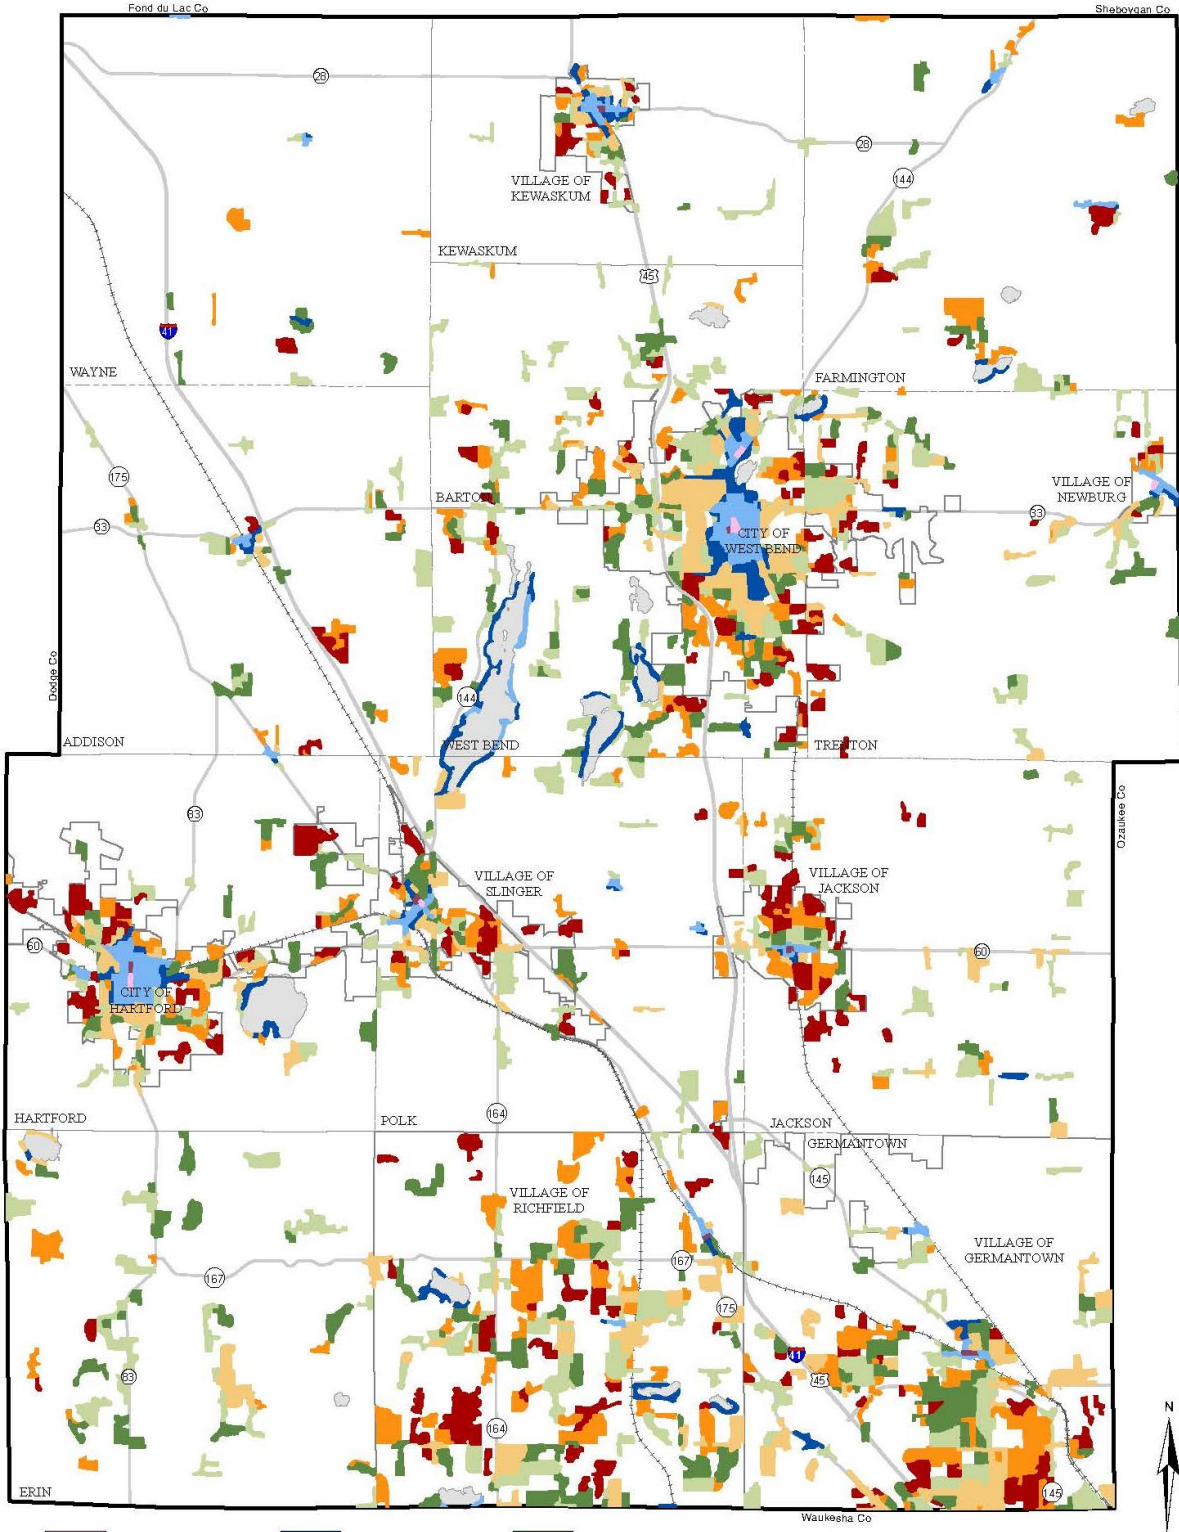 Fond du Lac Co
Sheboygan Co
28
28
144
VILLAGE OF
KEWASKUM
KEWASKUM
45
41
WAYNE
FARMINGTON
175
VILLAGE OF
NEWBURG
BARTON
33
33
CITY OF
WEST BEND
Dodge Co
144
ADDISON
WEST BEND
TRENTON
Ozaukee Co
83
VILLAGE OF
SLINGER
VILLAGE OF
JACKSON
60
60
CITY OF
HARTFORD
HARTFORD
POLK
164
JACKSON
GERMANTOWN
145
VILLAGE OF
RICHFIELD
VILLAGE OF
GERMANTOWN
167
167
175
41
45
83
164
N
145
ERIN
Waukesha Co